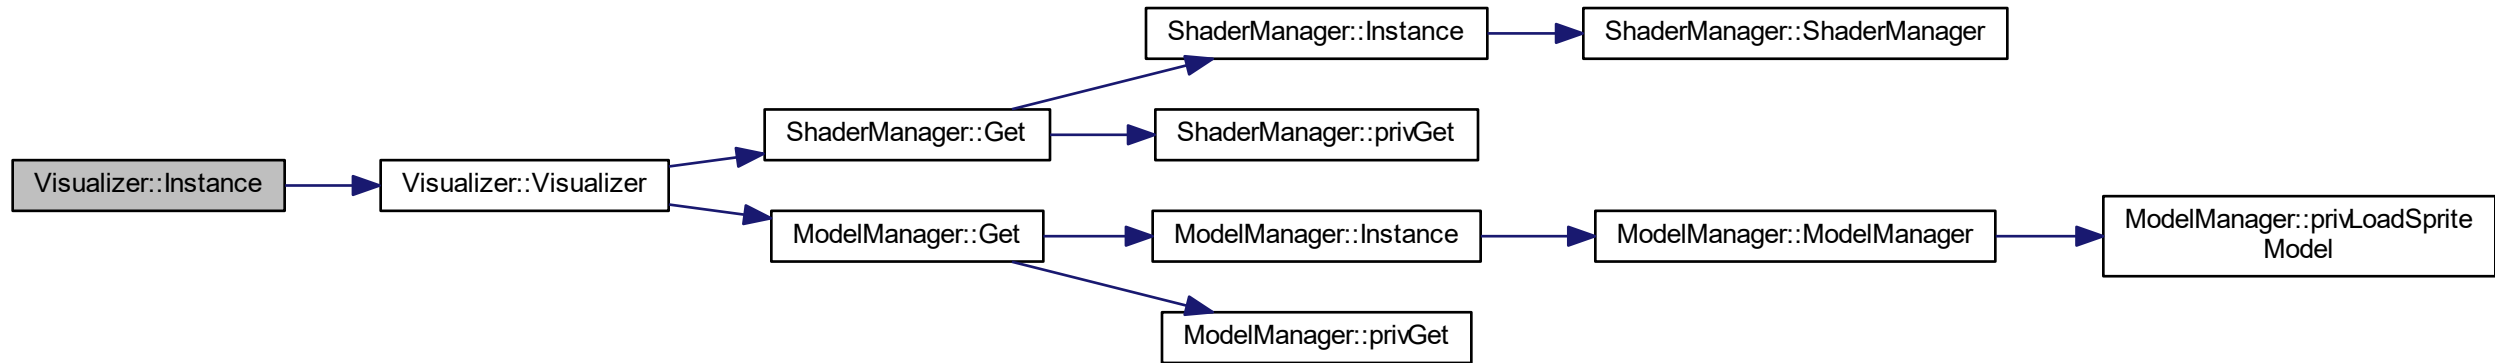 ShaderManager::Instance
ShaderManager::ShaderManager
ShaderManager::Get
ShaderManager::privGet
Visualizer::Instance
Visualizer::Visualizer
ModelManager::Get
ModelManager::Instance
ModelManager::ModelManager
ModelManager::privLoadSprite
Model
ModelManager::privGet